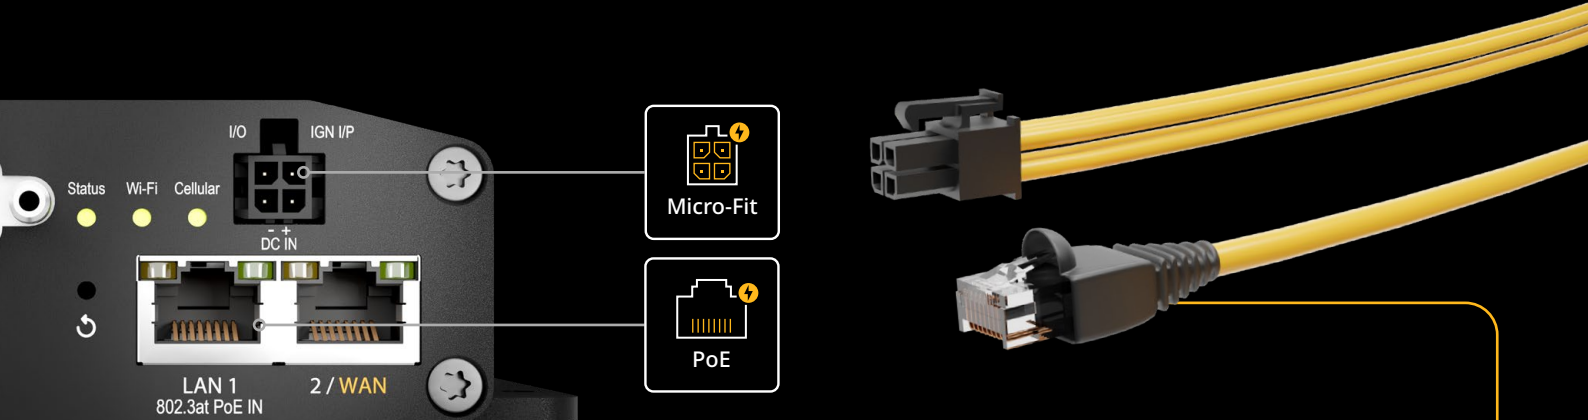 I/O IGN I/P
Status Wi-Fi Cellular
- +
DC IN
LAN 1 2 / WAN
802.3at PoE IN
Micro-Fit
PoE